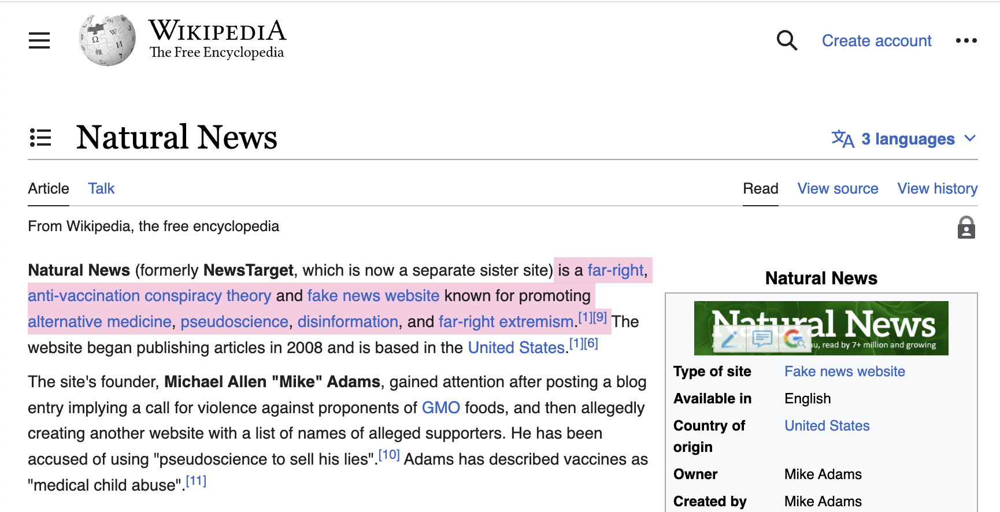 WIKIPEDIA
The Free Encyclopedia
Create account
Natural News
3 languages
Article Talk
Read View source View history
From Wikipedia, the free encyclopedia
Natural News (formerly NewsTarget, which is now a separate sister site) is a far-right,
anti-vaccination conspiracy theory and fake news website known for promoting
alternative medicine, pseudoscience, disinformation, and far-right extremism.[1][9] The
website began publishing articles in 2008 and is based in the United States.[1][6]
The site's founder, Michael Allen "Mike" Adams, gained attention after posting a blog
entry implying a call for violence against proponents of GMO foods, and then allegedly
creating another website with a list of names of alleged supporters. He has been
accused of using "pseudoscience to sell his lies".[10] Adams has described vaccines as
"medical child abuse".[11]
Natural News
Natural News
read by 7+ million and growing
Type of site Fake news website
Available in English
Country of origin United States
Owner Mike Adams
Created by Mike Adams